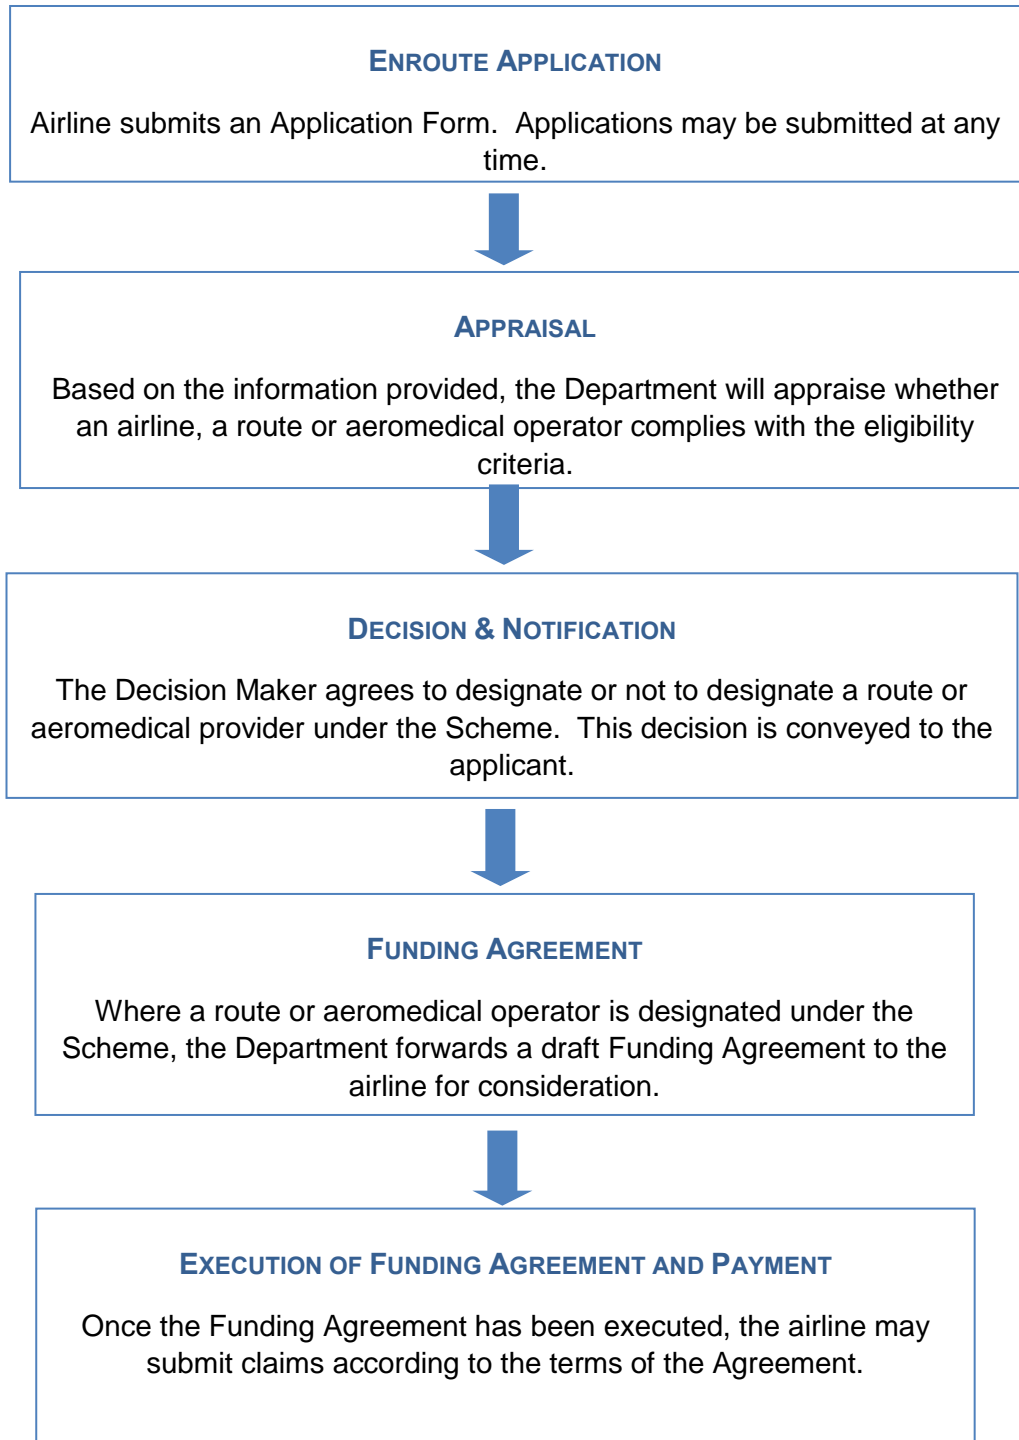 ENROUTE APPLICATION
Airline submits an Application Form.  Applications may be submitted at any
time.
APPRAISAL
Based on the information provided, the Department will appraise whether
an airline, a route or aeromedical operator complies with the eligibility
criteria.
DECISION & NOTIFICATION
The Decision Maker agrees to designate or not to designate a route or
aeromedical provider under the Scheme.  This decision is conveyed to the
applicant.
FUNDING AGREEMENT
Where a route or aeromedical operator is designated under the
Scheme, the Department forwards a draft Funding Agreement to the
airline for consideration.
EXECUTION OF FUNDING AGREEMENT AND PAYMENT
Once the Funding Agreement has been executed, the airline may
submit claims according to the terms of the Agreement.